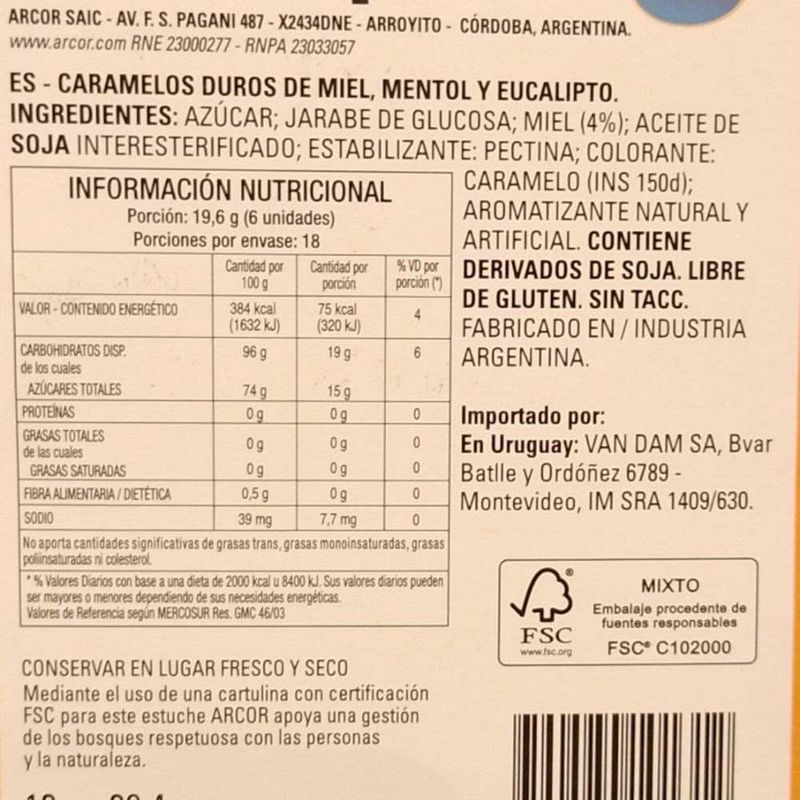 ARCOR SAIC - AV. F. S. PAGANI 487 - X2434DNE - ARROYITO - CÓRDOBA, ARGENTINA.
www.arcor.com RNE 23000277 - RNPA 23033057
ES - CARAMELOS DUROS DE MIEL, MENTOL Y EUCALIPTO.
INGREDIENTES: AZÚCAR; JARABE DE GLUCOSA; MIEL (4%); ACEITE DE
SOJA INTERESTERIFICADO; ESTABILIZANTE: PECTINA; COLORANTE:
CARAMELO (INS 150d);
AROMATIZANTE NATURAL Y
ARTIFICIAL. CONTIENE
DERIVADOS DE SOJA. LIBRE
DE GLUTEN. SIN TACC.
FABRICADO EN / INDUSTRIA
ARGENTINA.
INFORMACIÓN NUTRICIONAL
Porción: 19,6 g (6 unidades)
Porciones por envase: 18
Cantidad por 100 g Cantidad por porción % VD por porción (*)
VALOR - CONTENIDO ENERGÉTICO 384 kcal (1632 kJ) 75 kcal (320 kJ) 4
CARBOHIDRATOS DISP. 96 g 19 g 6
de los cuales
AZÚCARES TOTALES 74 g 15 g
PROTEÍNAS 0 g 0 g 0
GRASAS TOTALES 0 g 0 g 0
de las cuales
GRASAS SATURADAS 0 g 0 g 0
FIBRA ALIMENTARIA / DIETÉTICA 0,5 g 0 g 0
SODIO 39 mg 7,7 mg 0
No aporta cantidades significativas de grasas trans, grasas monoinsaturadas, grasas
poliinsaturadas ni colesterol.
* % Valores Diarios con base a una dieta de 2000 kcal u 8400 kJ. Sus valores diarios pueden
ser mayores o menores dependiendo de sus necesidades energéticas.
Valores de Referencia según MERCOSUR Res. GMC 46/03
Importado por:
En Uruguay: VAN DAM SA, Bvar
Batlle y Ordóñez 6789 -
Montevideo, IM SRA 1409/630.
FSC
www.fsc.org
MIXTO
Embalaje procedente de
fuentes responsables
FSC® C102000
CONSERVAR EN LUGAR FRESCO Y SECO
Mediante el uso de una cartulina con certificación
FSC para este estuche ARCOR apoya una gestión
de los bosques respetuosa con las personas
y la naturaleza.